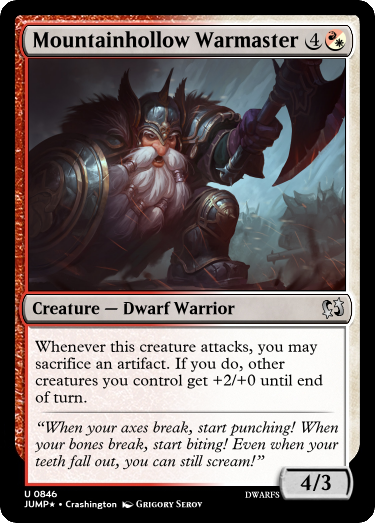 Mountainhollow Warmaster 4
Creature — Dwarf Warrior
Whenever this creature attacks, you may
sacrifice an artifact. If you do, other
creatures you control get +2/+0 until end
of turn.
“When your axes break, start punching! When
your bones break, start biting! Even when your
teeth fall out, you can still scream!”
4/3
U 0846
DWARFS
JUMP★ • Crashington Grigory Serov